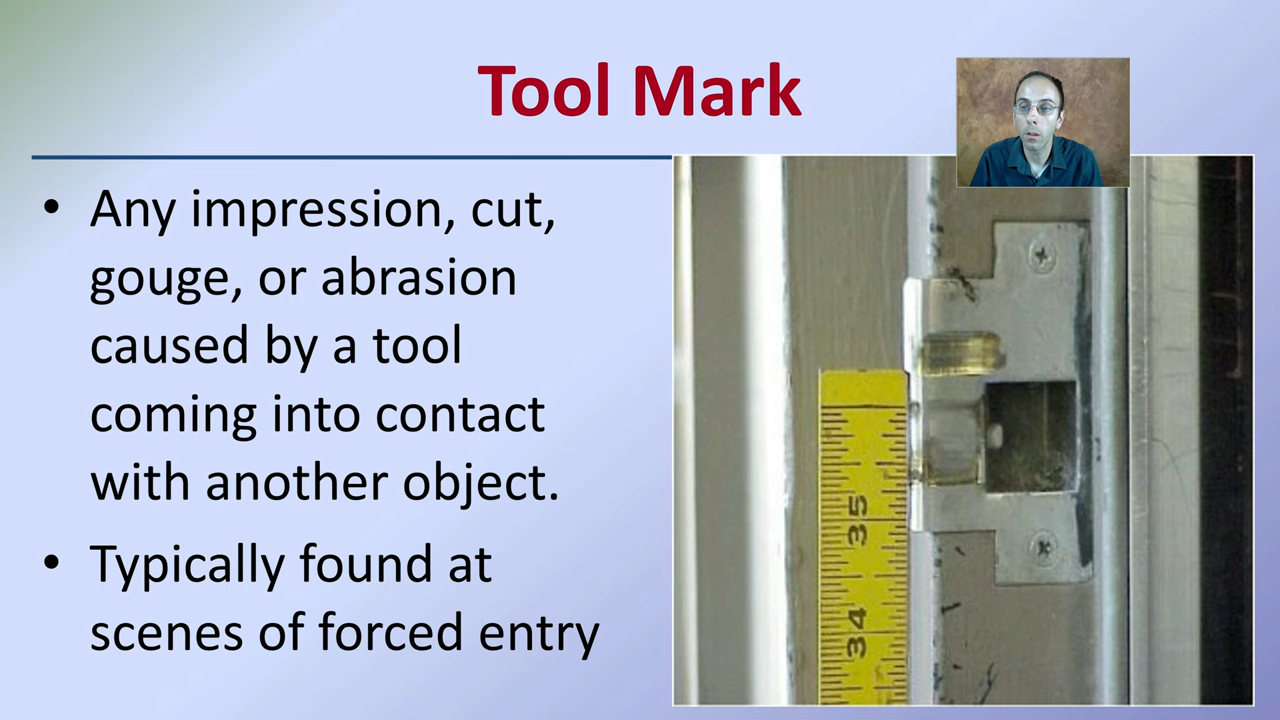 Tool Mark
• Any impression, cut,
gouge, or abrasion
caused by a tool
coming into contact
with another object.
• Typically found at
scenes of forced entry
35
34